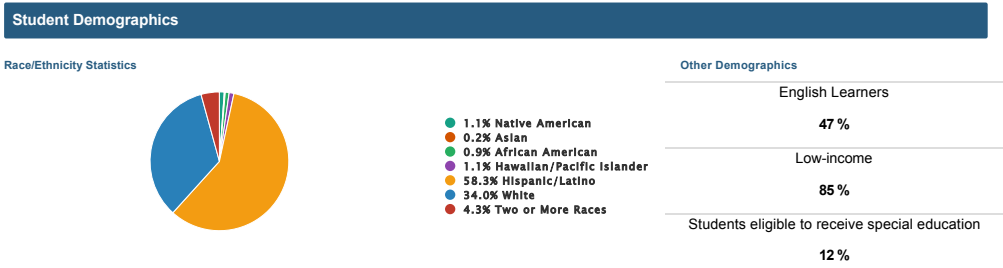 Student Demographics
Race/Ethnicity Statistics
1.1% Native American
0.2% Asian
0.9% African American
1.1% Hawaiian/Pacific Islander
58.3% Hispanic/Latino
34.0% White
4.3% Two or More Races
Other Demographics
English Learners
47 %
Low-income
85 %
Students eligible to receive special education
12 %